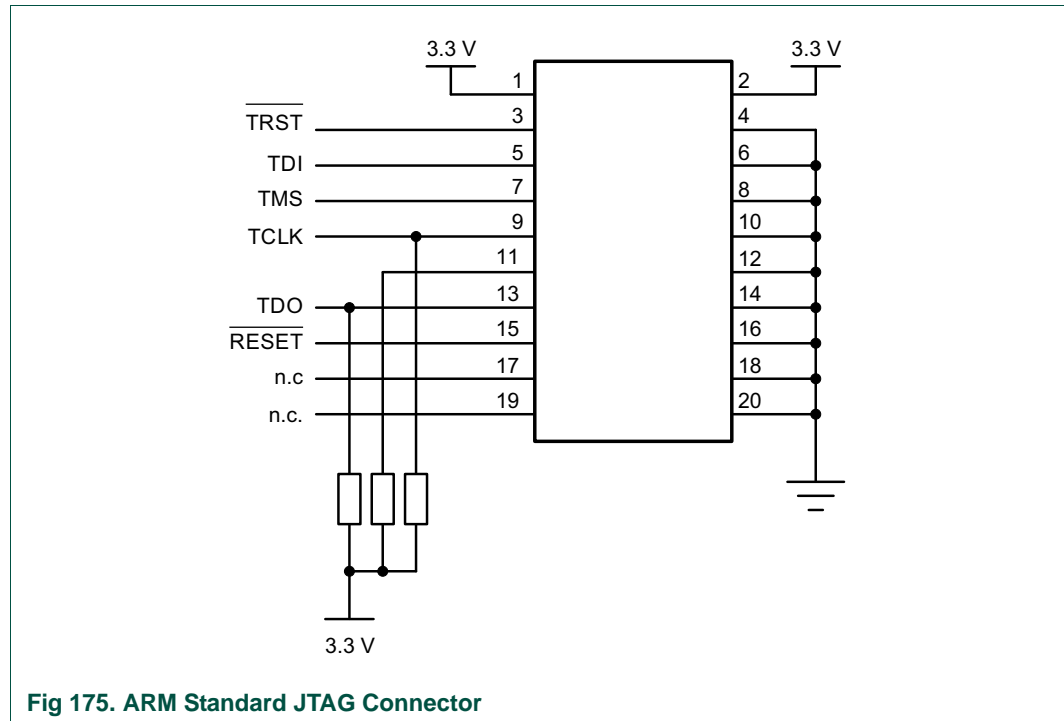 3.3 V
3.3 V
1
2
TRST
3
4
TDI
5
6
TMS
7
8
TCLK
9
10
11
12
TDO
13
14
RESET
15
16
n.c
17
18
n.c.
19
20
3.3 V
Fig 175. ARM Standard JTAG Connector